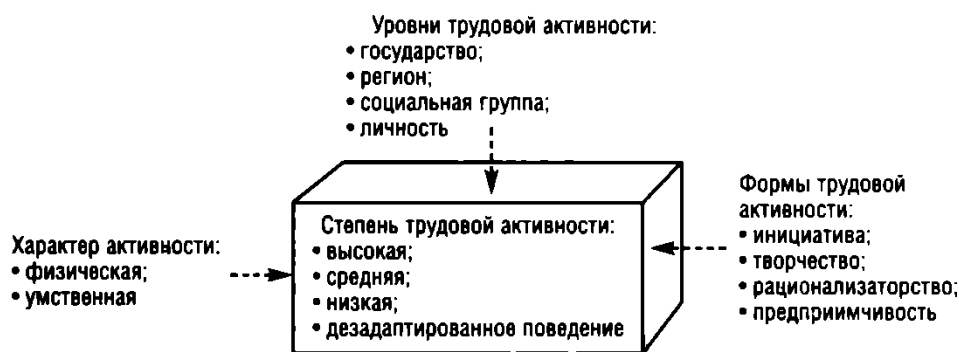 Уровни трудовой активности:
• государство;
• регион;
• социальная группа;
• личность
Характер активности:
• физическая;
• умственная
Степень трудовой активности:
• высокая;
• средняя;
• низкая;
• дезадаптированное поведение
Формы трудовой
активности:
• инициатива;
• творчество;
• рационализаторство;
• предприимчивость